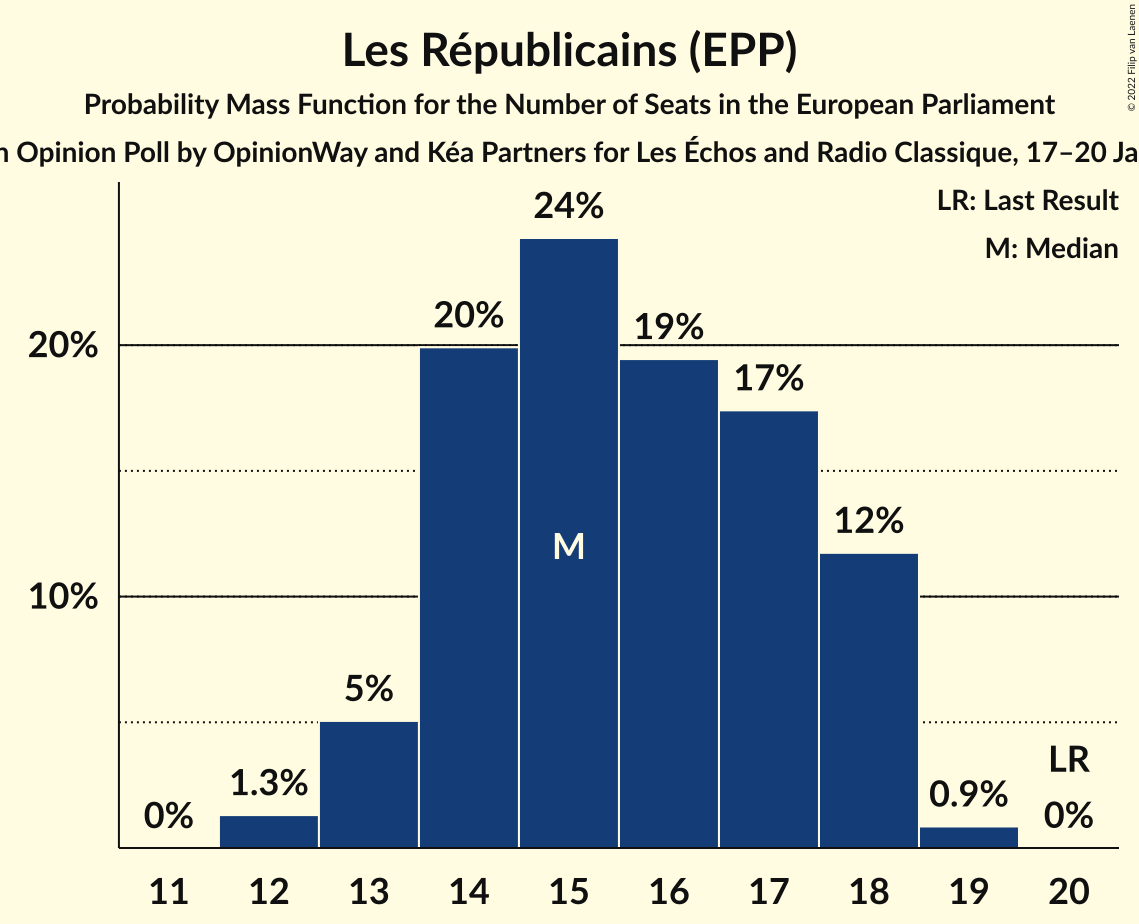 Les Républicains (EPP)
Probability Mass Function for the Number of Seats in the European Parliament
Opinion Poll by OpinionWay and Kéa Partners for Les Échos and Radio Classique, 17–20
LR: Last Result
M: Median
24%
20%
19%
20%
17%
12%
M
10%
5%
LR
1.3%
0.9%
0%
0%
11 12 13 14 15 16 17 18 19 20
© 2022 Filip van Laenen